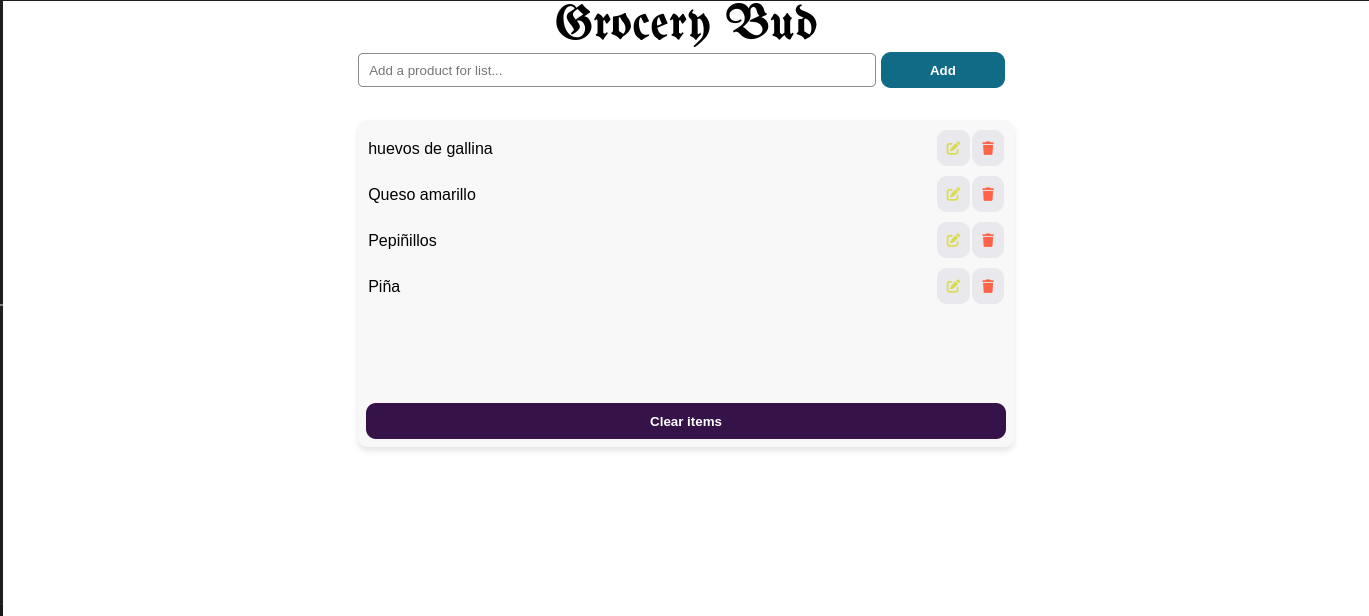 Grocery Bud
Add a product for list...
Add
huevos de gallina
Queso amarillo
Pepiñillos
Piña
Clear items